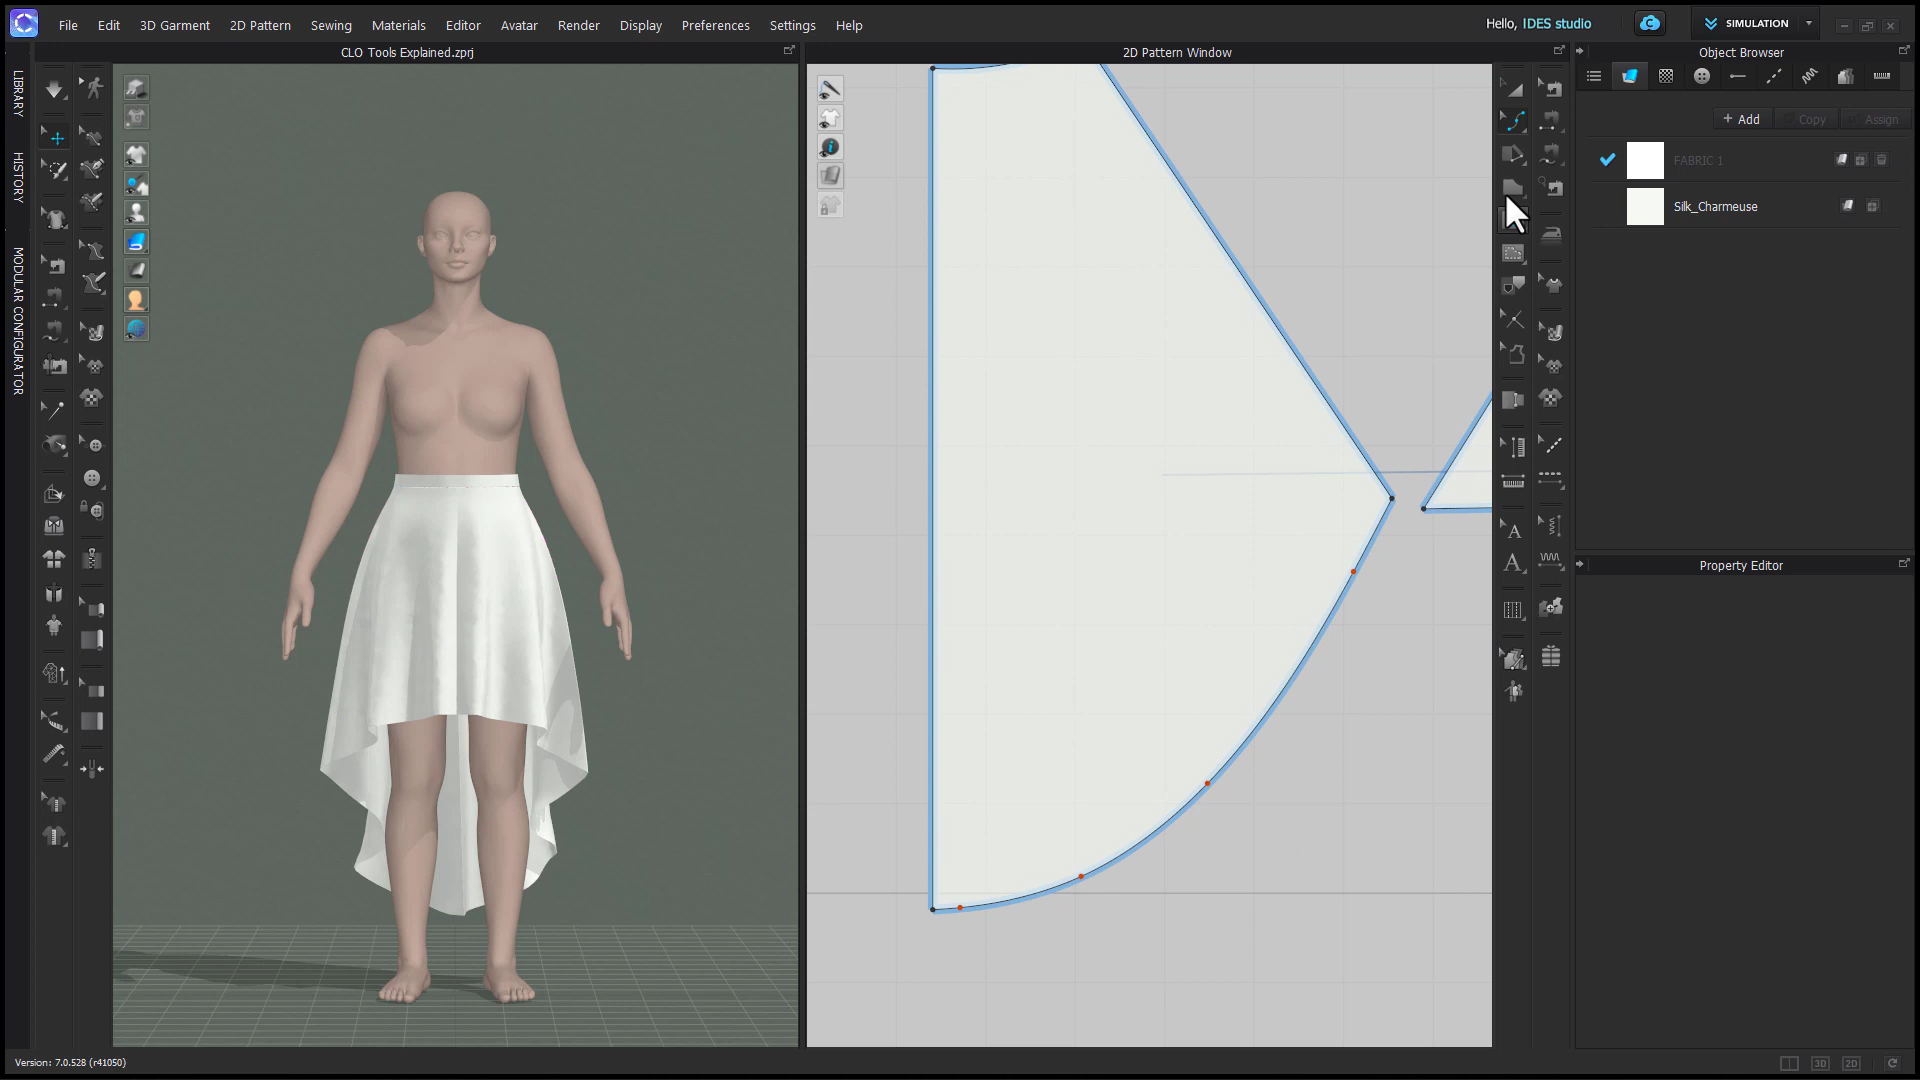 File Edit 3D Garment 2D Pattern Sewing Materials Editor Avatar Render Display Preferences Settings Help
Hello, IDES studio
SIMULATION
CLO Tools Explained.zprj
2D Pattern Window
Object Browser
LIBRARY
HISTORY
MODULAR CONFIGURATOR
+ Add
Copy
Assign
FABRIC 1
Silk_Charmeuse
Property Editor
Version: 7.0.528 (r41050)
3D
2D